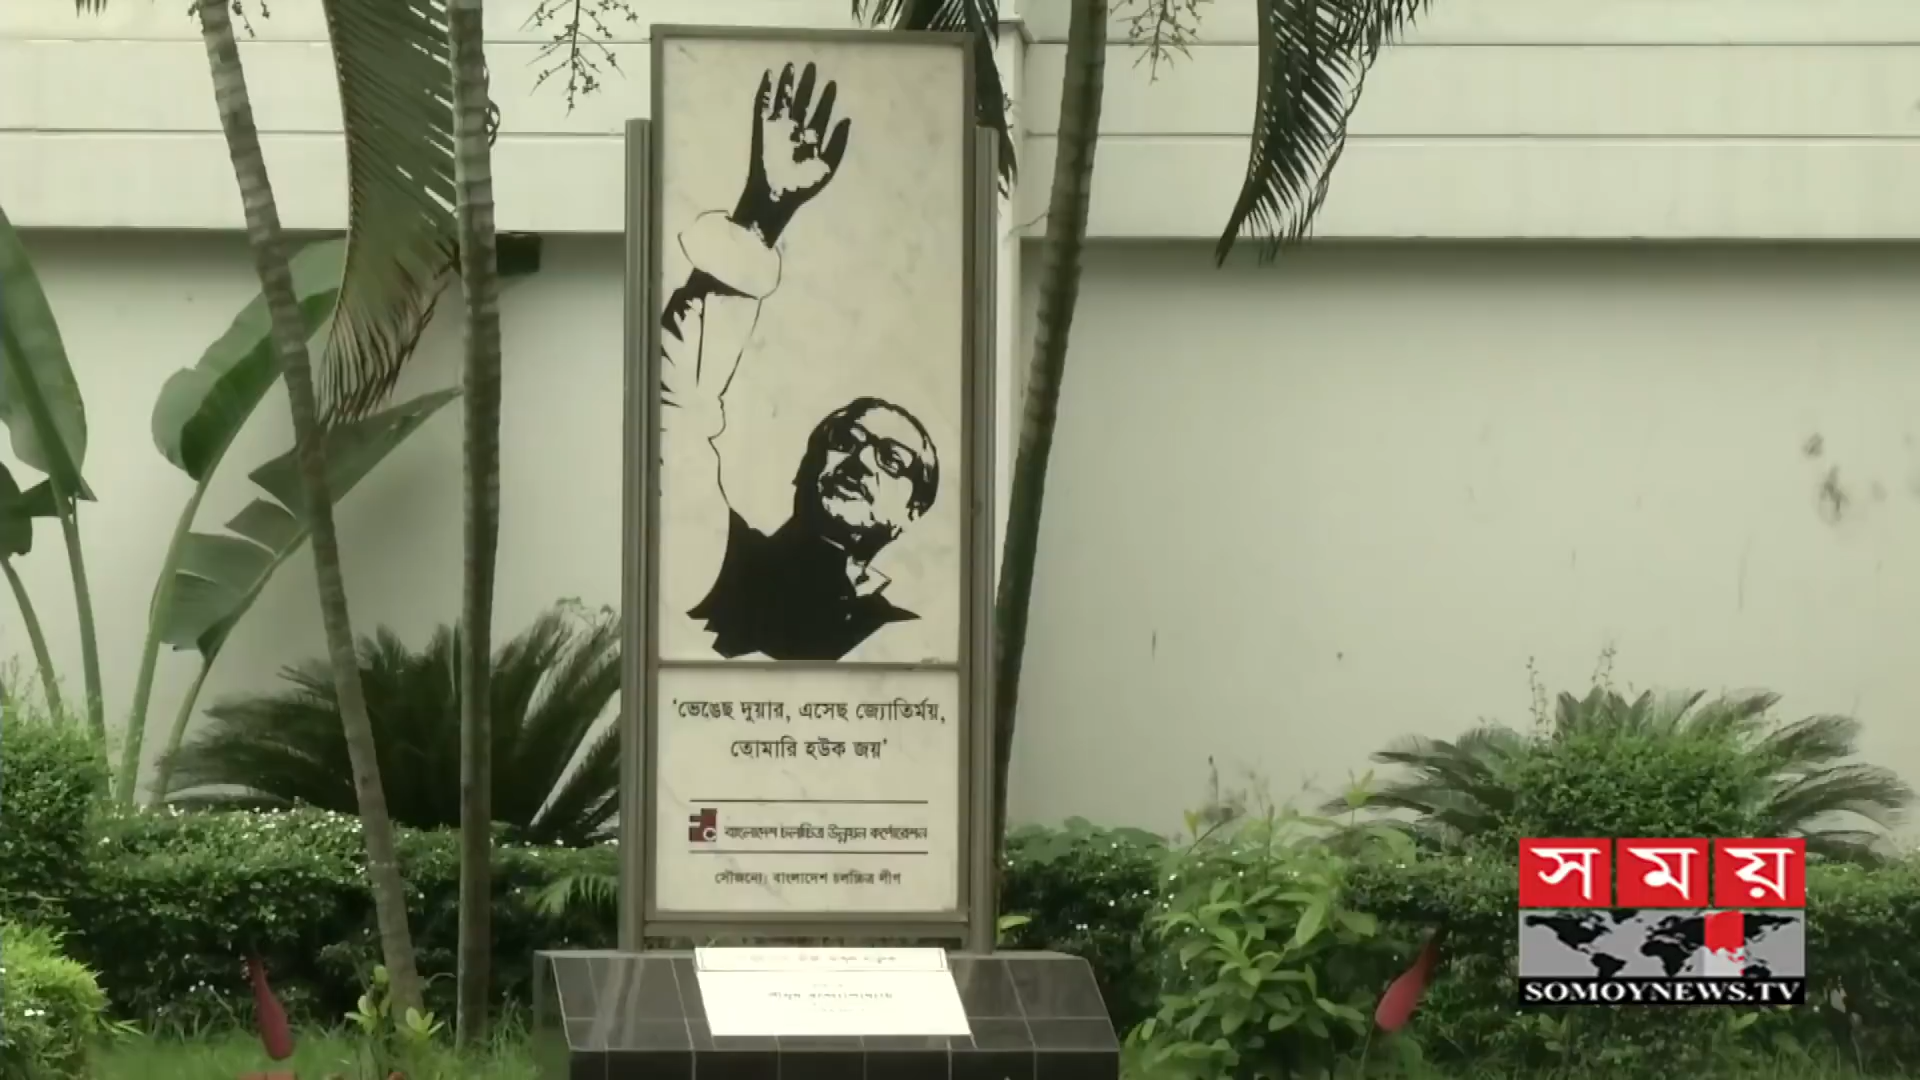 ‘ভেঙেছ দুয়ার, এসেছ জ্যোতির্ময়,
তোমারি হউক জয়’
বাংলাদেশ চলচ্চিত্র উন্নয়ন কর্পোরেশন
সৌজন্যে: বাংলাদেশ চলচ্চিত্র লীগ
সময়
SOMOYNEWS.TV